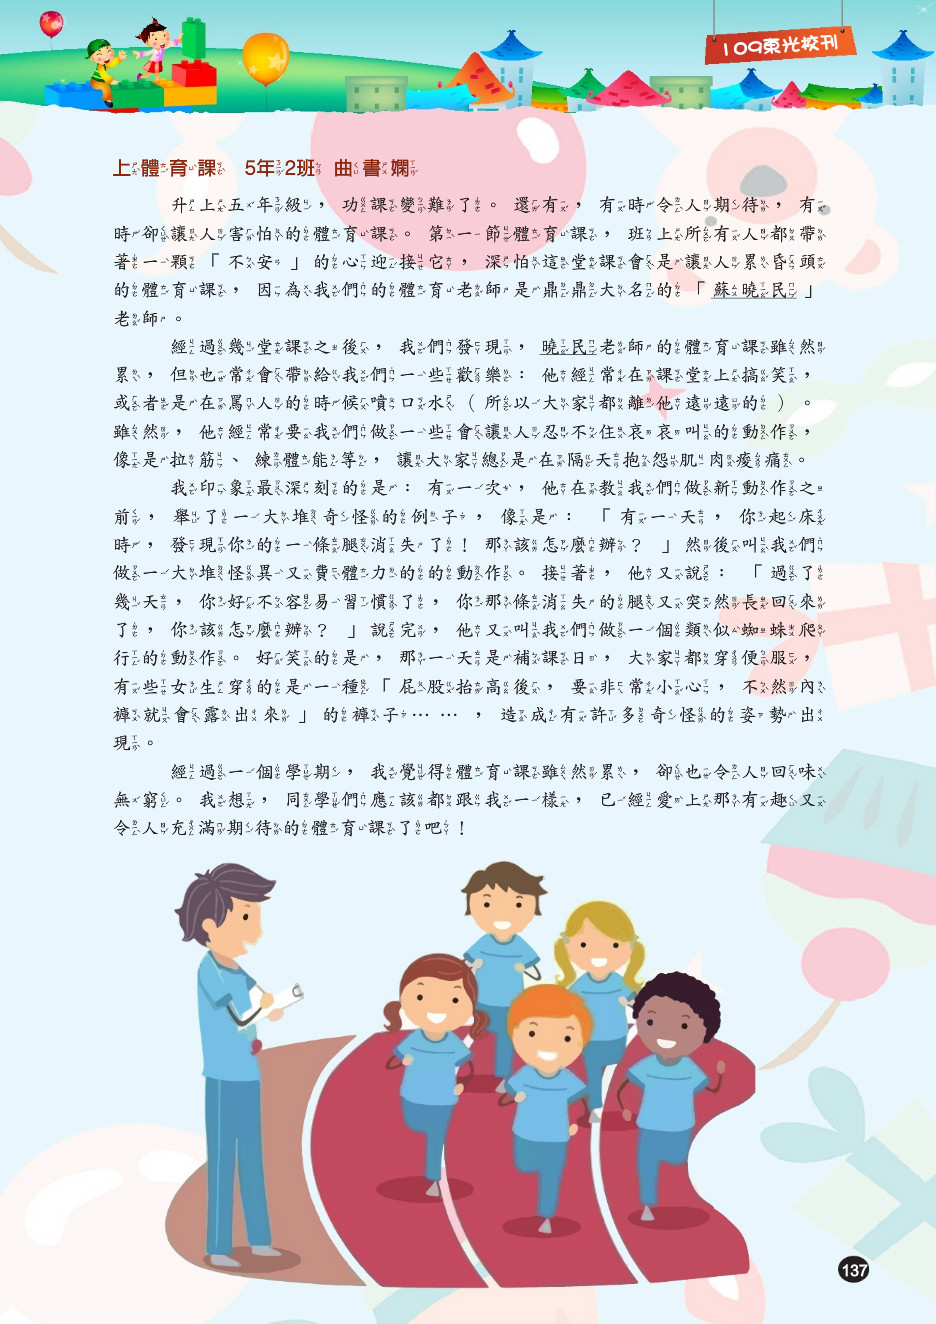 109東光校刊
上體育課 5年2班 曲書嫻
升上五年級，功課變難了。還有，有時令人期待，有
時卻讓人害怕的體育課。第一節體育課，班上所有人都帶
著一顆「不安」的心迎接它，深怕這堂課會是讓人累昏頭
的體育課，因為我們的體育老師是鼎鼎大名的「蘇曉民」
老師。
經過幾堂課之後，我們發現，曉民老師的體育課雖然
累，但也常會帶給我們一些歡樂：他經常在課堂上搞笑，
或者是在罵人的時候噴口水（所以大家都離他遠遠的）。
雖然，他經常要我們做一些會讓人忍不住哀哀叫的動作，
像是拉筋、練體能等，讓大家總是在隔天抱怨肌肉痠痛。
我印象最深刻的是：有一次，他在教我們做新動作之
前，舉了一大堆奇怪的例子，像是：「有一天，你起床
時，發現你的一條腿消失了！那該怎麼辦？」然後叫我們
做一大堆怪異又費體力的的動作。接著，他又說：「過了
幾天，你好不容易習慣了，你那條消失的腿又突然長回來
了，你該怎麼辦？」說完，他又叫我們做一個類似蜘蛛爬
行的動作。好笑的是，那一天是補課日，大家都穿便服，
有些女生穿的是一種「屁股抬高後，要非常小心，不然內
褲就會露出來」的褲子……，造成有許多奇怪的姿勢出
現。
經過一個學期，我覺得體育課雖然累，卻也令人回味
無窮。我想，同學們應該都跟我一樣，已經愛上那有趣又
令人充滿期待的體育課了吧！
137